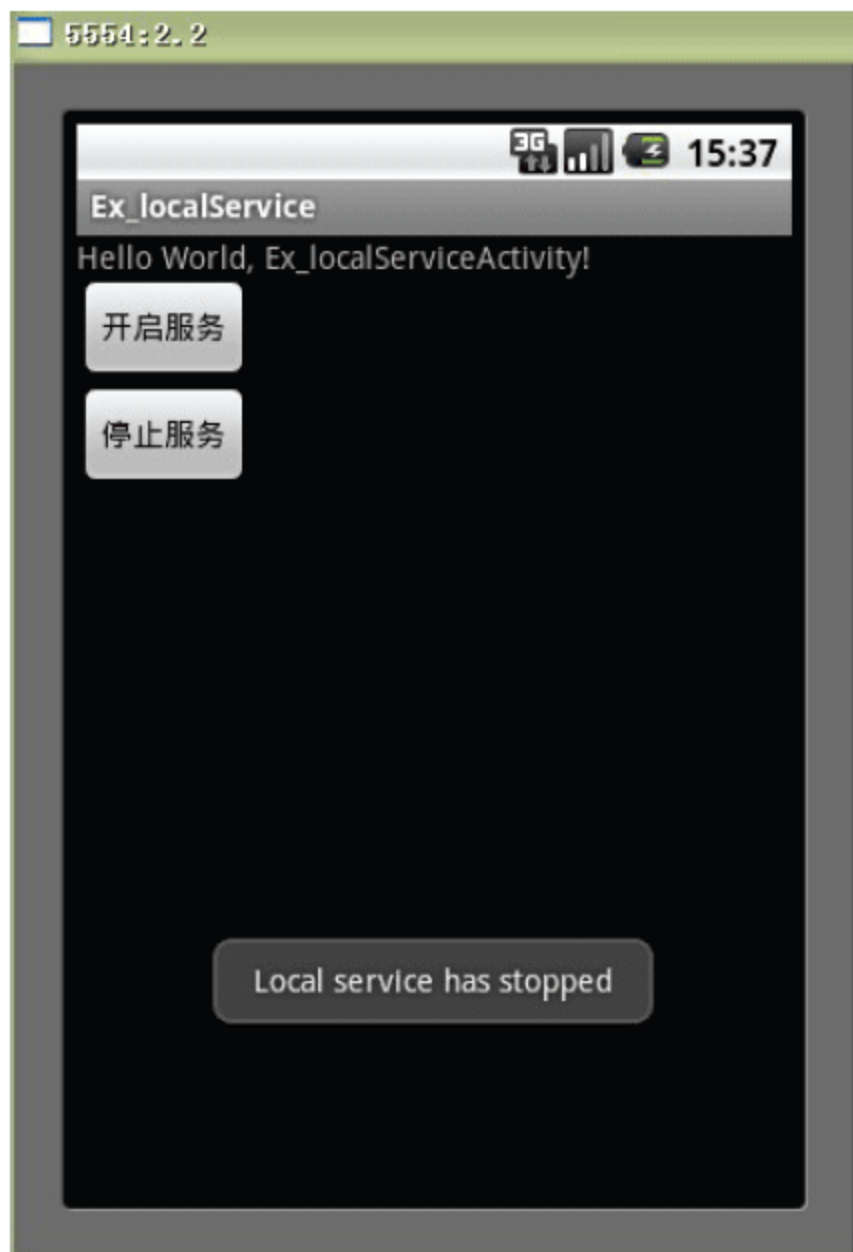 5554:2.2
3G 15:37
Ex_localService
Hello World, Ex_localServiceActivity!
开启服务
停止服务
Local service has stopped